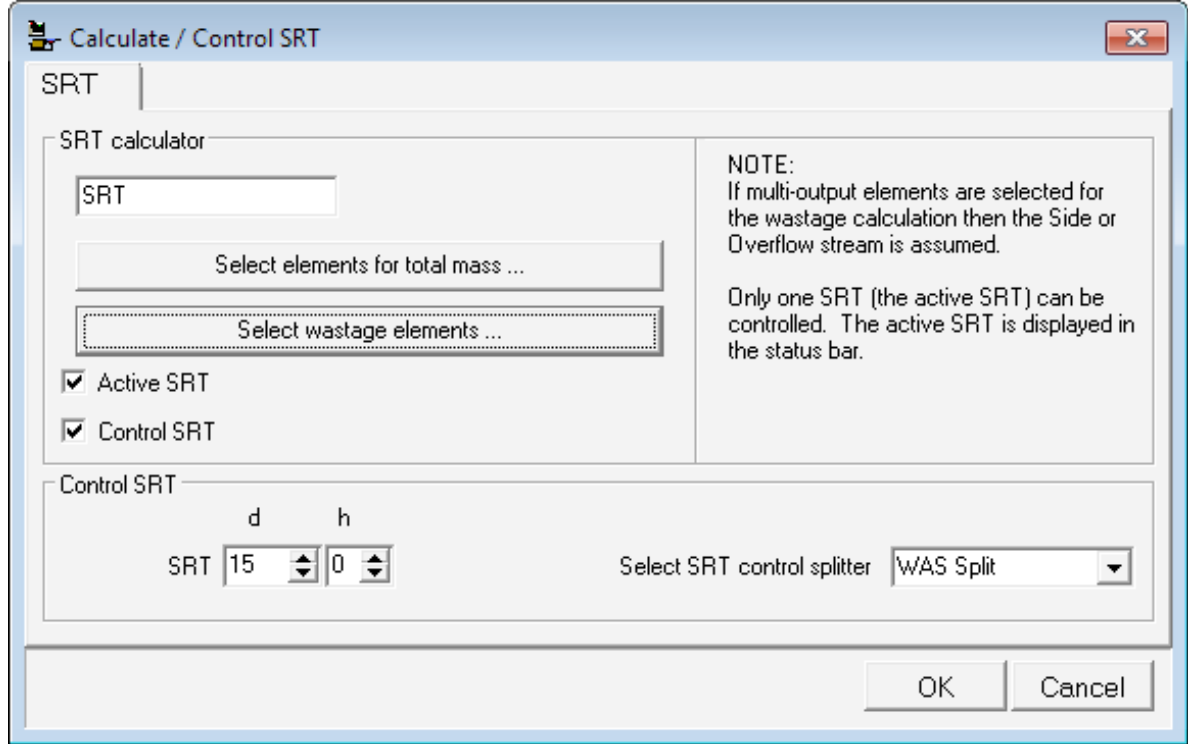 Calculate / Control SRT
SRT
SRT calculator
SRT
Select elements for total mass ...
Select wastage elements ...
Active SRT
Control SRT
NOTE:
If multi-output elements are selected for
the wastage calculation then the Side or
Overflow stream is assumed.
Only one SRT (the active SRT) can be
controlled.  The active SRT is displayed in
the status bar.
Control SRT
d h
SRT 15 0 Select SRT control splitter WAS Split
OK Cancel